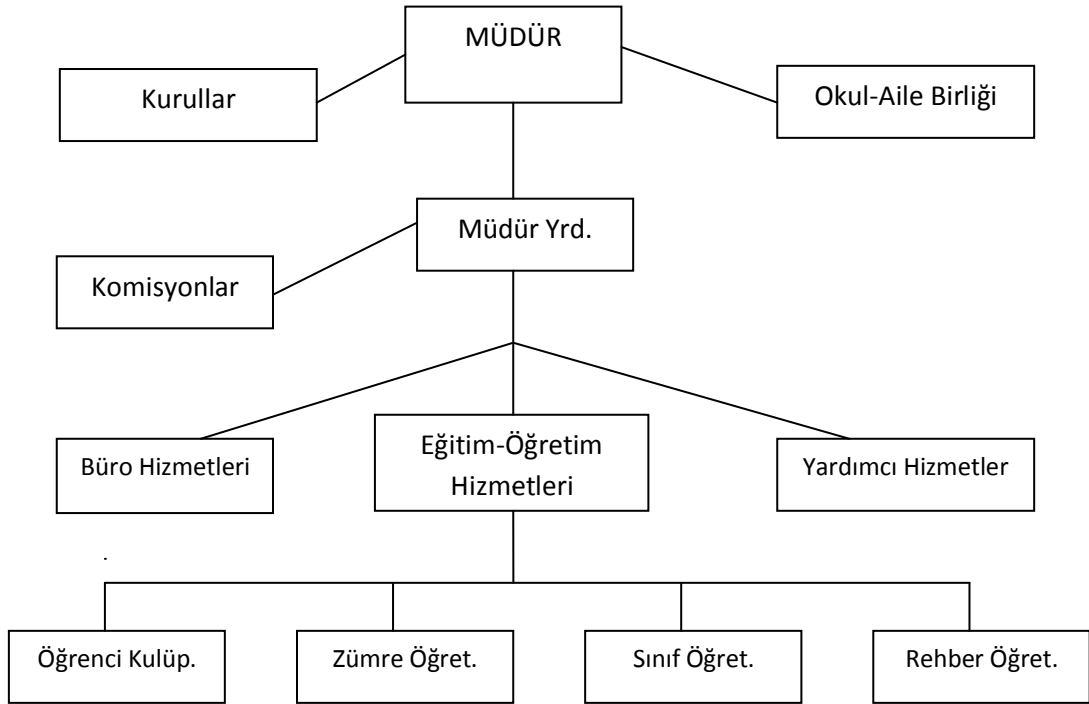 MÜDÜR
Kurullar
Okul-Aile Birliği
Müdür Yrd.
Komisyonlar
Büro Hizmetleri
Eğitim-Öğretim
Hizmetleri
Yardımcı Hizmetler
.
Öğrenci Kulüp.
Zümre Öğret.
Sınıf Öğret.
Rehber Öğret.